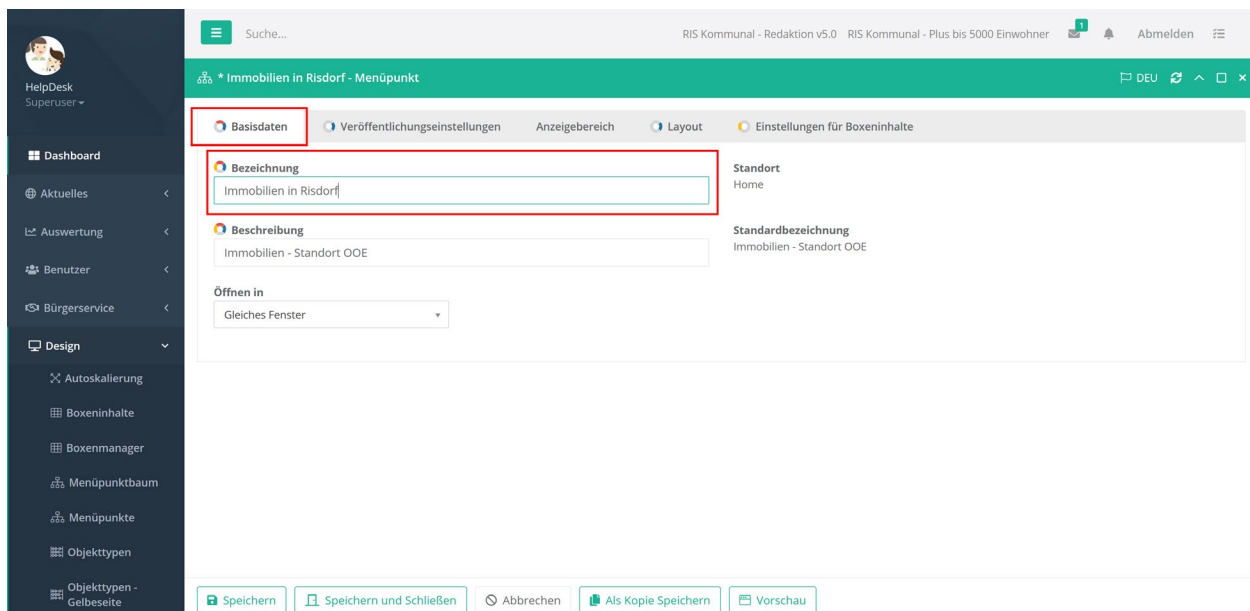 Suche...
RIS Kommunal - Redaktion v5.0 RIS Kommunal - Plus bis 5000 Einwohner 1 Abmelden
HelpDesk
Superuser
* Immobilien in Risdorf - Menüpunkt DEU
Basisdaten Veröffentlichungseinstellungen Anzeigebereich Layout Einstellungen für Boxeninhalte
Dashboard
Aktuelles
Auswertung
Benutzer
Bürgerservice
Design
Autoskalierung
Boxeninhalte
Boxenmanager
Menüpunktbaum
Menüpunkte
Objekttypen
Objekttypen -
Gelbeseite
Bezeichnung
Immobilien in Risdorf
Standort
Home
Beschreibung
Immobilien - Standort OOE
Standardbezeichnung
Immobilien - Standort OOE
Öffnen in
Gleiches Fenster
Speichern Speichern und Schließen Abbrechen Als Kopie Speichern Vorschau